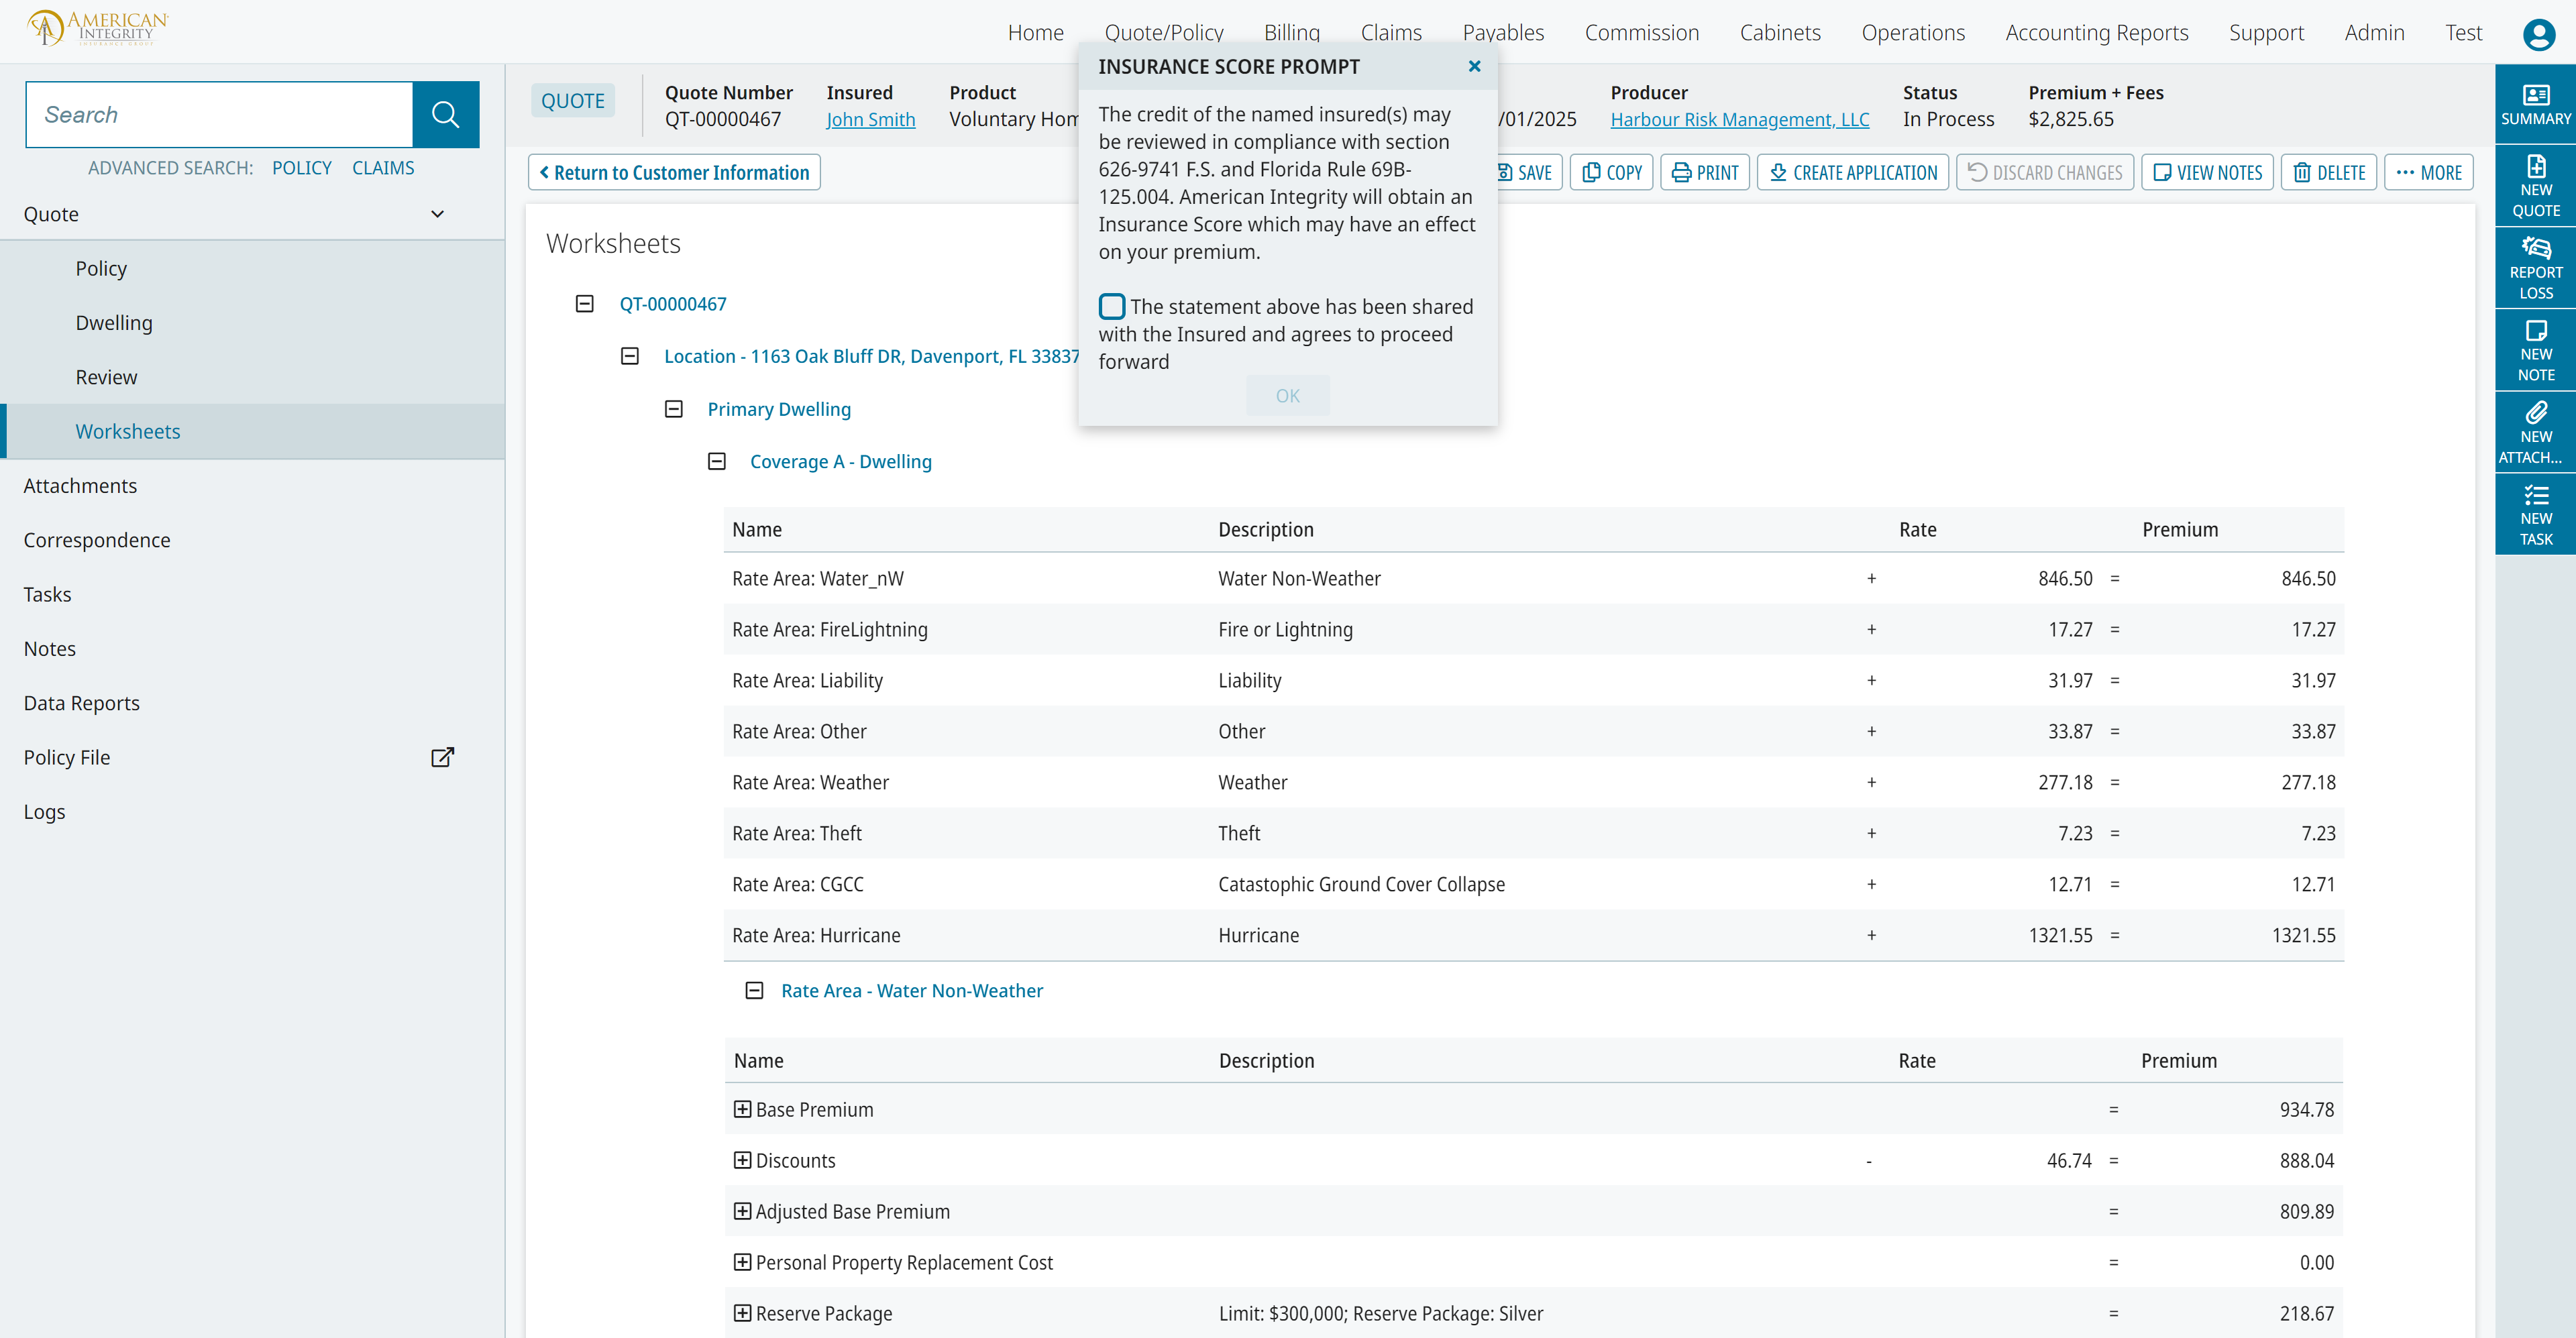 AMERICAN
INTEGRITY
INSURANCE GROUP
Home Quote/Policy Billing Claims Payables Commission Cabinets Operations Accounting Reports Support Admin Test
Search
ADVANCED SEARCH: POLICY CLAIMS
Quote
Policy
Dwelling
Review
Worksheets
Attachments
Correspondence
Tasks
Notes
Data Reports
Policy File
Logs
QUOTE
Quote Number
QT-00000467
Insured
John Smith
Product
Voluntary Hom
/01/2025
Producer
Harbour Risk Management, LLC
Status
In Process
Premium + Fees
$2,825.65
Return to Customer Information
SAVE COPY PRINT CREATE APPLICATION DISCARD CHANGES VIEW NOTES DELETE MORE
INSURANCE SCORE PROMPT
The credit of the named insured(s) may
be reviewed in compliance with section
626-9741 F.S. and Florida Rule 69B-
125.004. American Integrity will obtain an
Insurance Score which may have an effect
on your premium.
The statement above has been shared
with the Insured and agrees to proceed
forward
OK
Worksheets
QT-00000467
Location - 1163 Oak Bluff DR, Davenport, FL 33837
Primary Dwelling
Coverage A - Dwelling
Name Description Rate Premium
Rate Area: Water_nW Water Non-Weather + 846.50 = 846.50
Rate Area: FireLightning Fire or Lightning + 17.27 = 17.27
Rate Area: Liability Liability + 31.97 = 31.97
Rate Area: Other Other + 33.87 = 33.87
Rate Area: Weather Weather + 277.18 = 277.18
Rate Area: Theft Theft + 7.23 = 7.23
Rate Area: CGCC Catastophic Ground Cover Collapse + 12.71 = 12.71
Rate Area: Hurricane Hurricane + 1321.55 = 1321.55
Rate Area - Water Non-Weather
Name Description Rate Premium
Base Premium = 934.78
Discounts - 46.74 = 888.04
Adjusted Base Premium = 809.89
Personal Property Replacement Cost = 0.00
Reserve Package Limit: $300,000; Reserve Package: Silver = 218.67
SUMMARY
NEW
QUOTE
REPORT
LOSS
NEW
NOTE
NEW
ATTACH...
NEW
TASK